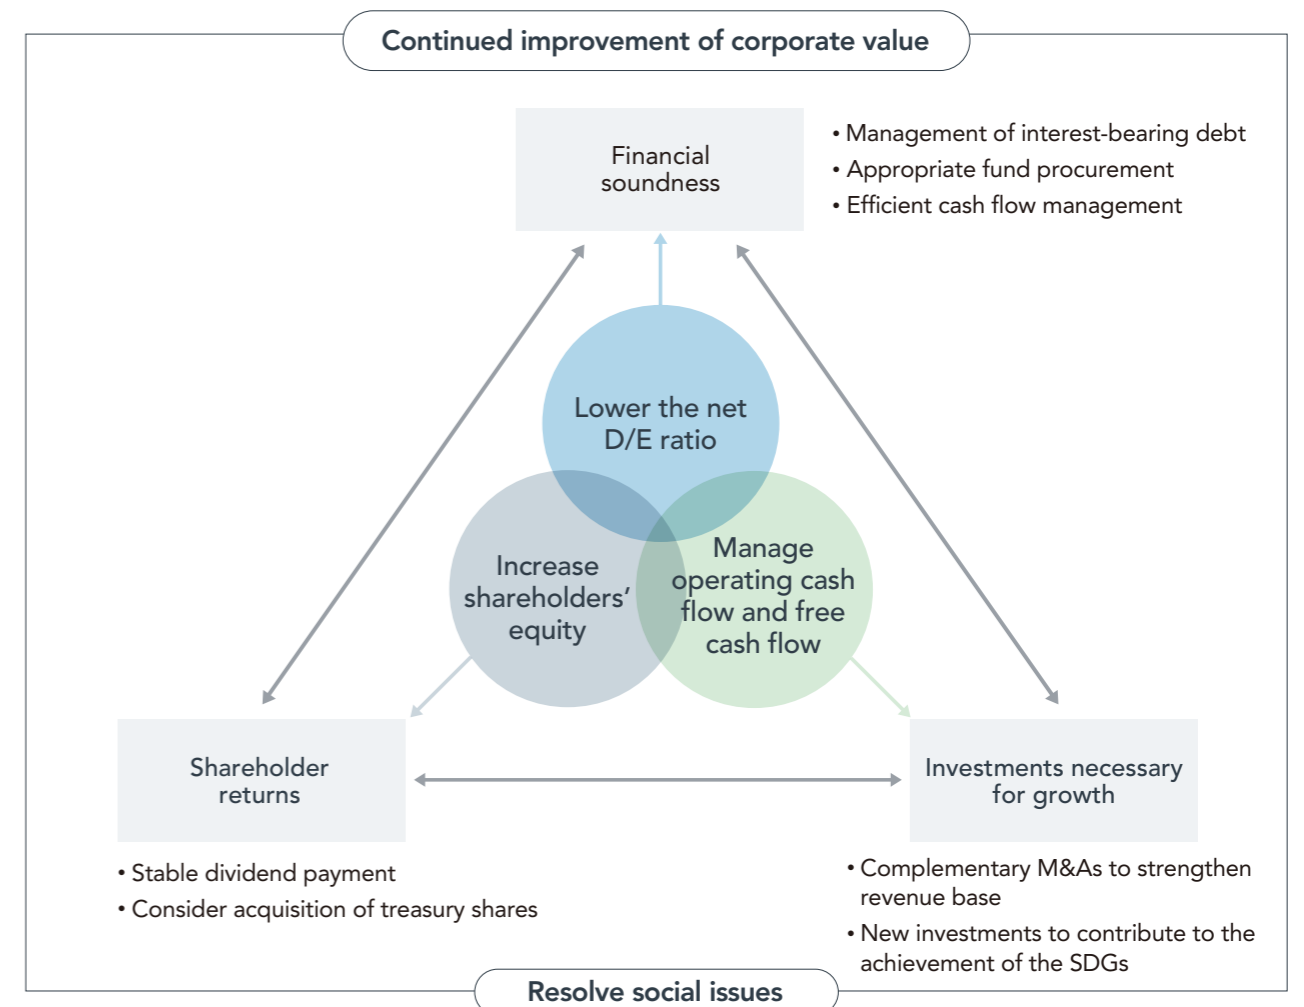 Continued improvement of corporate value
Financial
soundness
• Management of interest-bearing debt
• Appropriate fund procurement
• Efficient cash flow management
Lower the net
D/E ratio
Increase
shareholders’
equity
Manage
operating cash
flow and free
cash flow
Shareholder
returns
• Stable dividend payment
• Consider acquisition of treasury shares
Investments necessary
for growth
• Complementary M&As to strengthen
revenue base
• New investments to contribute to the
achievement of the SDGs
Resolve social issues